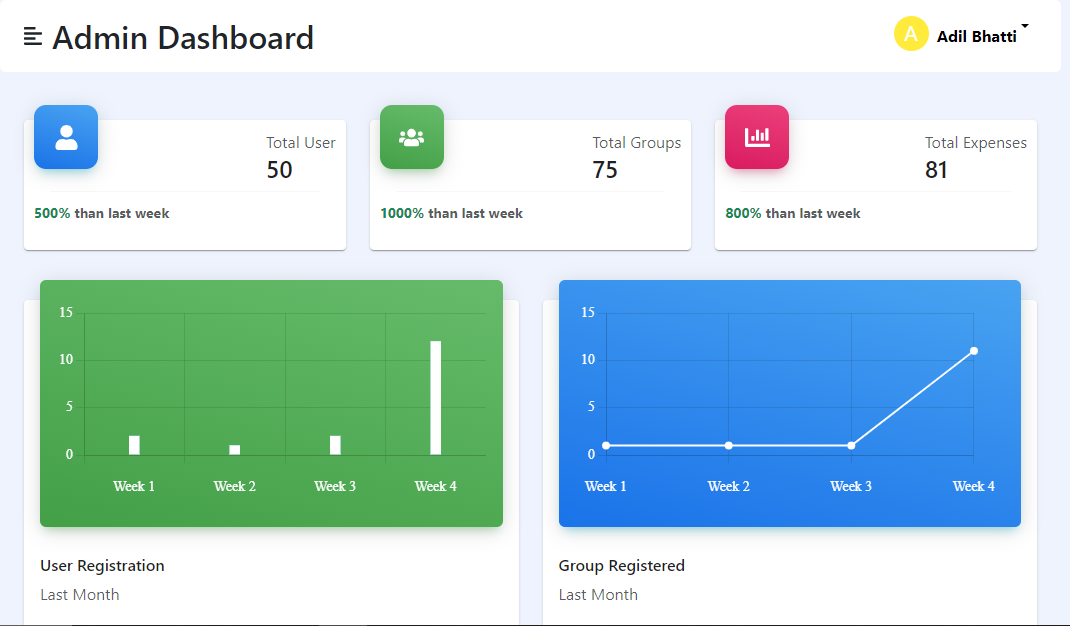 Admin Dashboard
A Adil Bhatti
Total User
50
500% than last week
Total Groups
75
1000% than last week
Total Expenses
81
800% than last week
15
10
5
0
Week 1 Week 2 Week 3 Week 4
User Registration
Last Month
15
10
5
0
Week 1 Week 2 Week 3 Week 4
Group Registered
Last Month